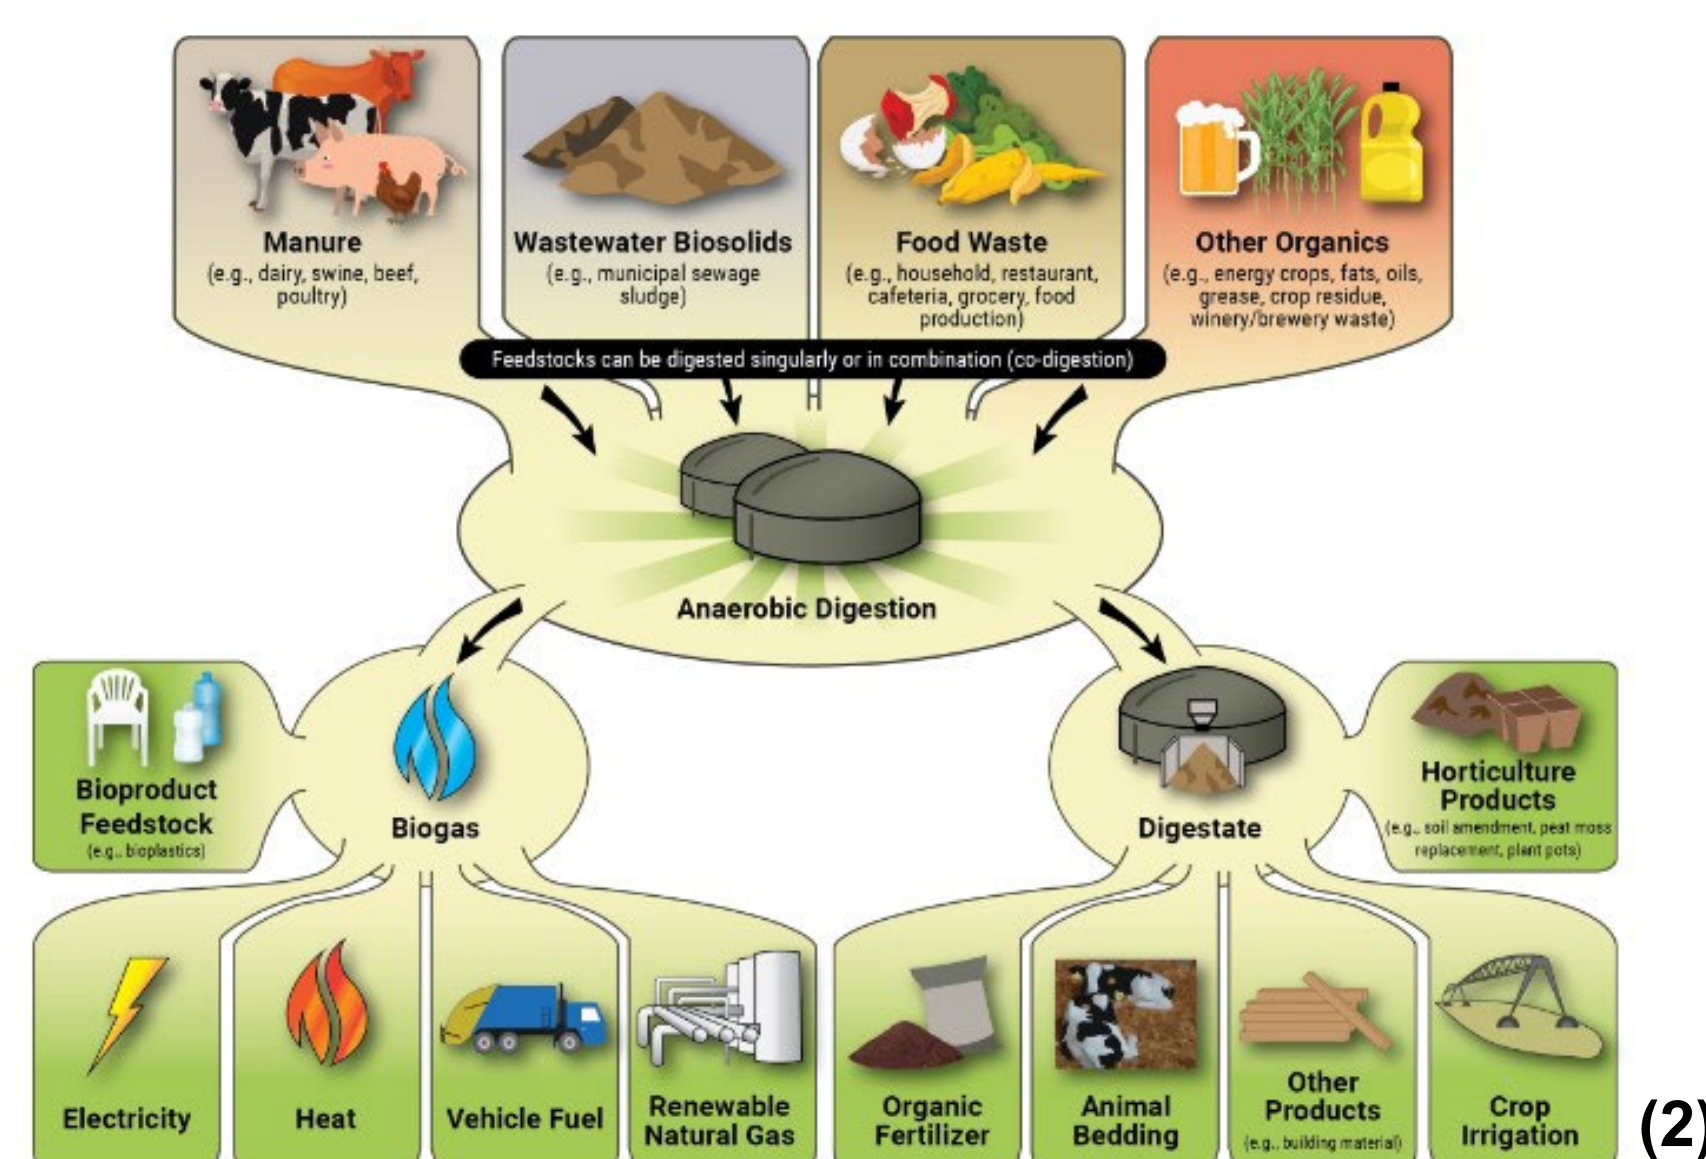 Manure
(e.g., dairy, swine, beef,
poultry)
Wastewater Biosolids
(e.g., municipal sewage
sludge)
Food Waste
(e.g., household, restaurant,
cafeteria, grocery, food
production)
Other Organics
(e.g., energy crops, fats, oils,
grease, crop residue,
winery/brewery waste)
Feedstocks can be digested singularly or in combination (co-digestion)
Anaerobic Digestion
Bioproduct
Feedstock
(e.g., bioplastics)
Biogas
Digestate
Horticulture
Products
(e.g., soil amendment, peat moss
replacement, plant pots)
Electricity
Heat
Vehicle Fuel
Renewable
Natural Gas
Organic
Fertilizer
Animal
Bedding
Other
Products
(e.g., building material)
Crop
Irrigation
(2)